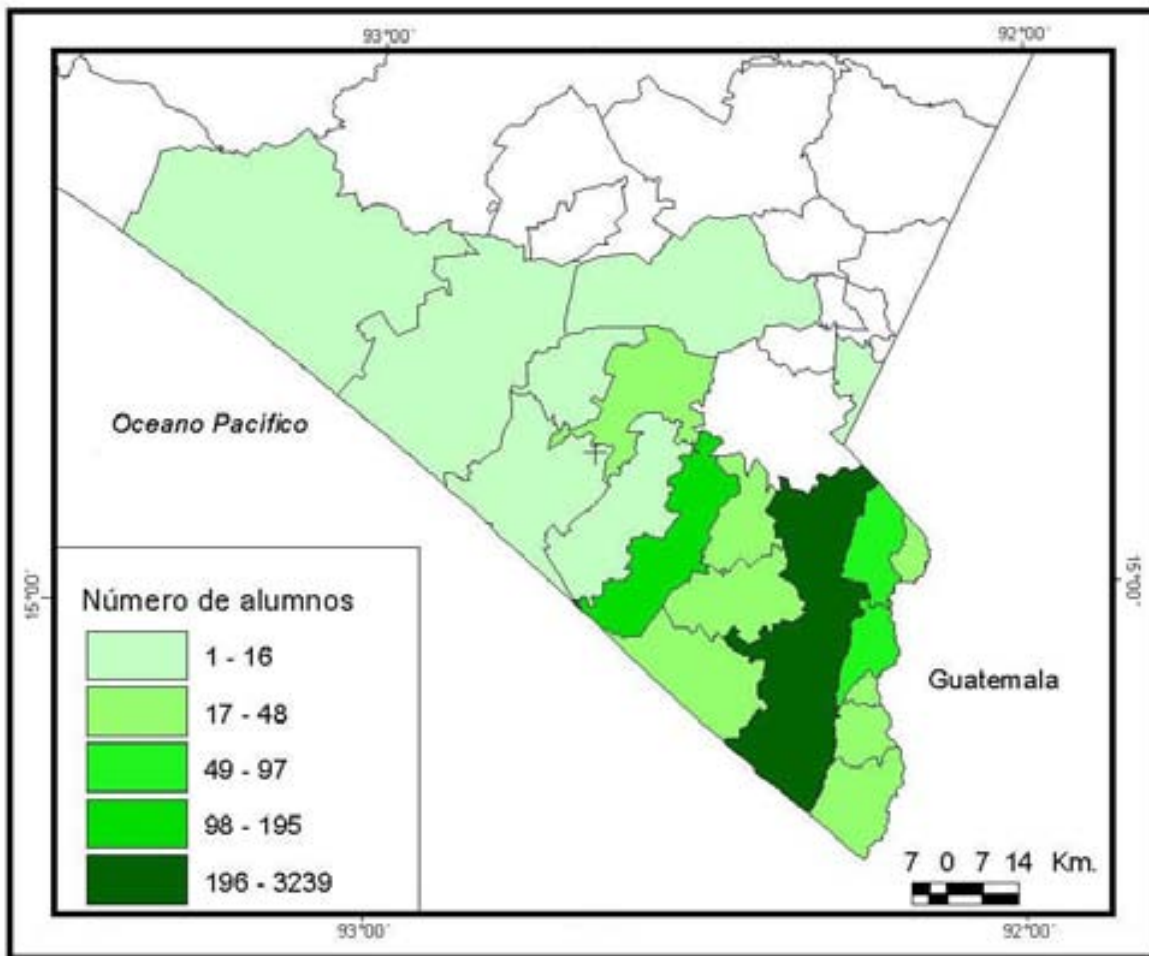 93°00´ 92°00´
Oceano Pacífico
15°00´ 15°00´
Número de alumnos
1 - 16
17 - 48
49 - 97
98 - 195
196 - 3239
Guatemala
7 0 7 14 Km.
93°00´ 92°00´